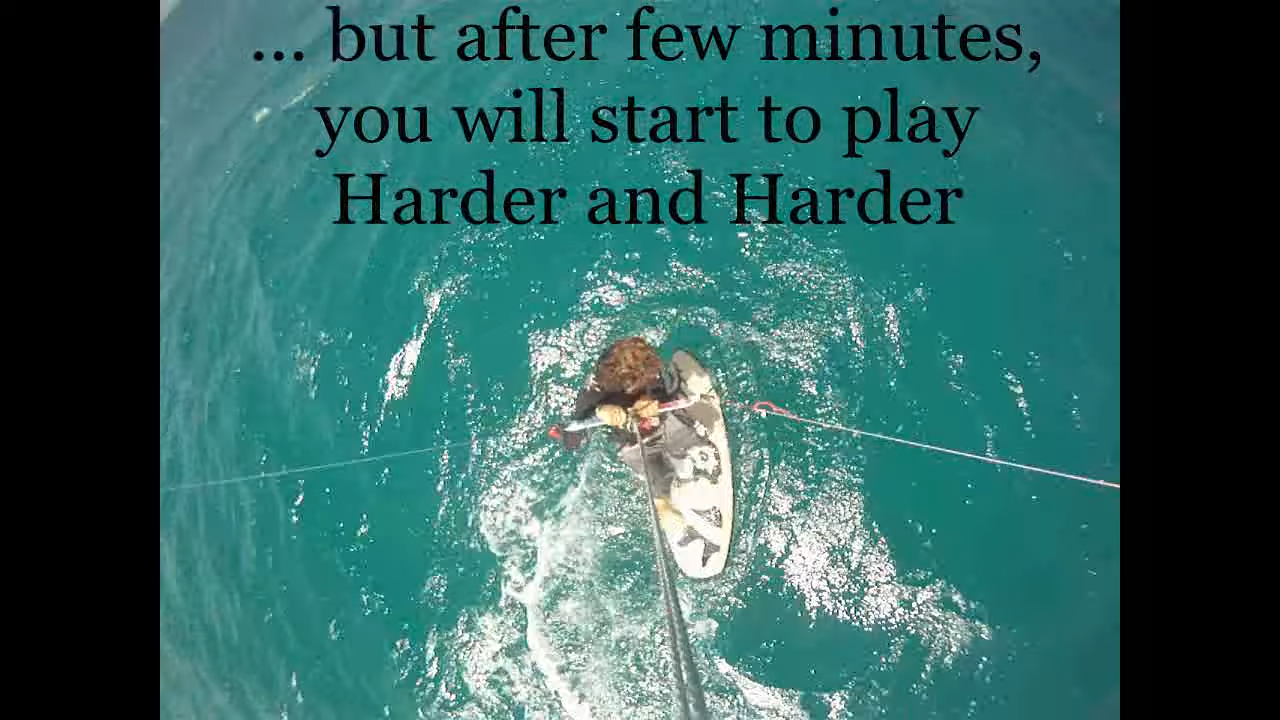 ... but after few minutes,
you will start to play
Harder and Harder